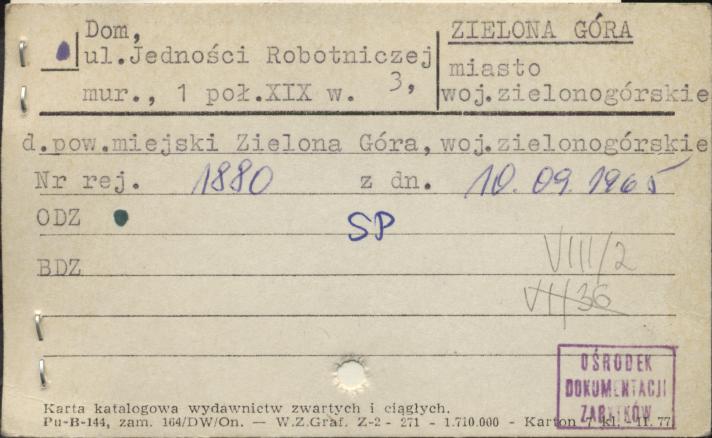 Dom,
ul.Jedności Robotniczej 3,
mur., 1 poł.XIX w.
ZIELONA GÓRA
miasto
woj.zielonogórskie
d.pow.miejski Zielona Góra, woj.zielonogórskie
Nr rej. 1880 z dn. 10.09.1965
ODZ
SP
BDZ
VIII/2
VI/36
OŚRODEK
DOKUMENTACJI
ZABYTKÓW
Karta katalogowa wydawnictw zwartych i ciągłych.
Pu-B-144, zam. 164/DW/On. — W.Z.Graf. Z-2 - 271 - 1.710.000 - Karton 7 kl. II.77